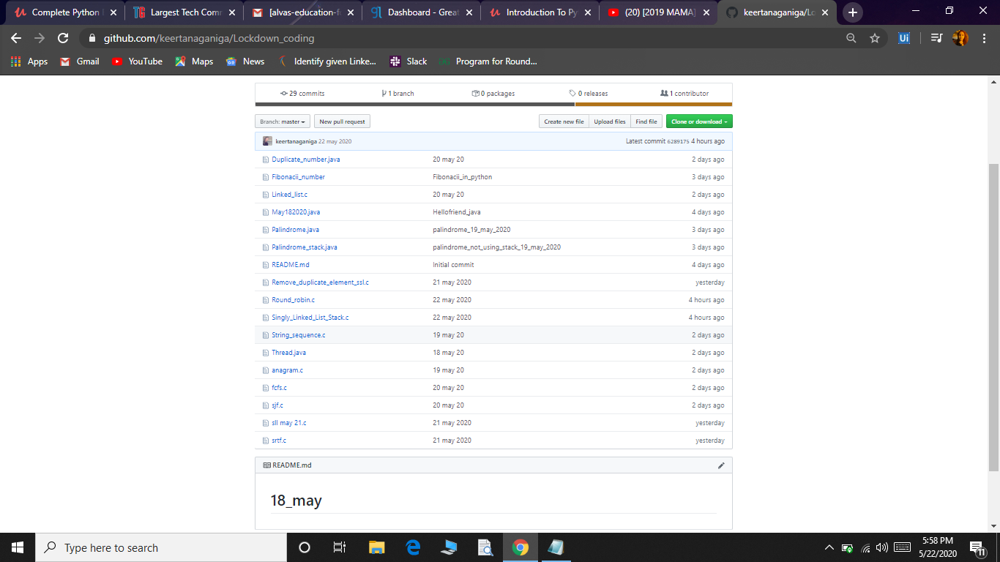 Complete Python
Largest Tech Comm
[alvas-education-f
Dashboard - Great
Introduction To Py
(20) [2019 MAMA]
keertanaganiga/Lo
github.com/keertanaganiga/Lockdown_coding
Apps Gmail YouTube Maps News Identify given Linke... Slack Program for Round...
29 commits 1 branch 0 packages 0 releases 1 contributor
Branch: master New pull request Create new file Upload files Find file Clone or download
keertanaganiga 22 may 2020 Latest commit 6289175 4 hours ago
Duplicate_number.java 20 may 20 2 days ago
Fibonacii_number Fibonacii_in_python 3 days ago
Linked_list.c 20 may 20 2 days ago
May182020.java Hellofriend_java 4 days ago
Palindrome.java palindrome_19_may_2020 3 days ago
Palindrome_stack.java palindrome_not_using_stack_19_may_2020 3 days ago
README.md Initial commit 4 days ago
Remove_duplicate_element_ssl.c 21 may 2020 yesterday
Round_robin.c 22 may 2020 4 hours ago
Singly_Linked_List_Stack.c 22 may 2020 4 hours ago
String_sequence.c 19 may 20 2 days ago
Thread.java 18 may 20 2 days ago
anagram.c 19 may 20 2 days ago
fcfs.c 20 may 20 2 days ago
sjf.c 20 may 20 2 days ago
sll may 21.c 21 may 2020 yesterday
srtf.c 21 may 2020 yesterday
README.md
18_may
Type here to search
5:58 PM
5/22/2020
11